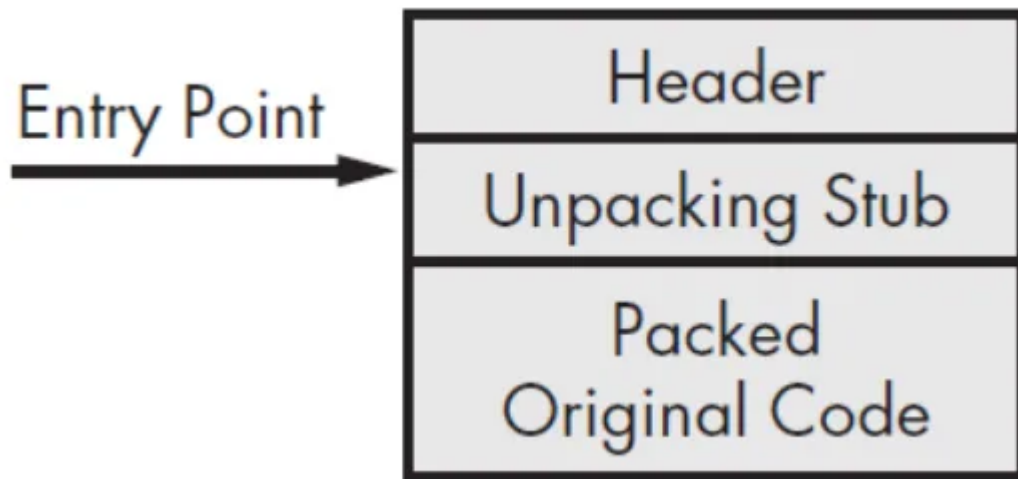 Header
Entry Point
Unpacking Stub
Packed
Original Code